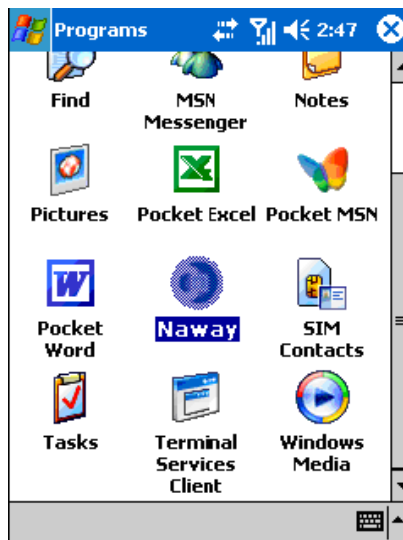 Programs 2:47
Find MSN Messenger Notes
Pictures Pocket Excel Pocket MSN
Pocket Word Naway SIM Contacts
Tasks Terminal Services Client Windows Media